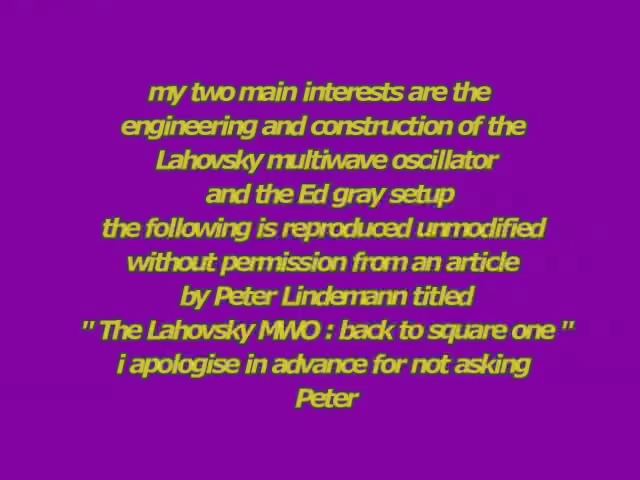 my two main interests are the
engineering and construction of the
Lahovsky multiwave oscillator
and the Ed gray setup
the following is reproduced unmodified
without permission from an article
by Peter Lindemann titled
" The Lahovsky MWO : back to square one "
i apologise in advance for not asking
Peter